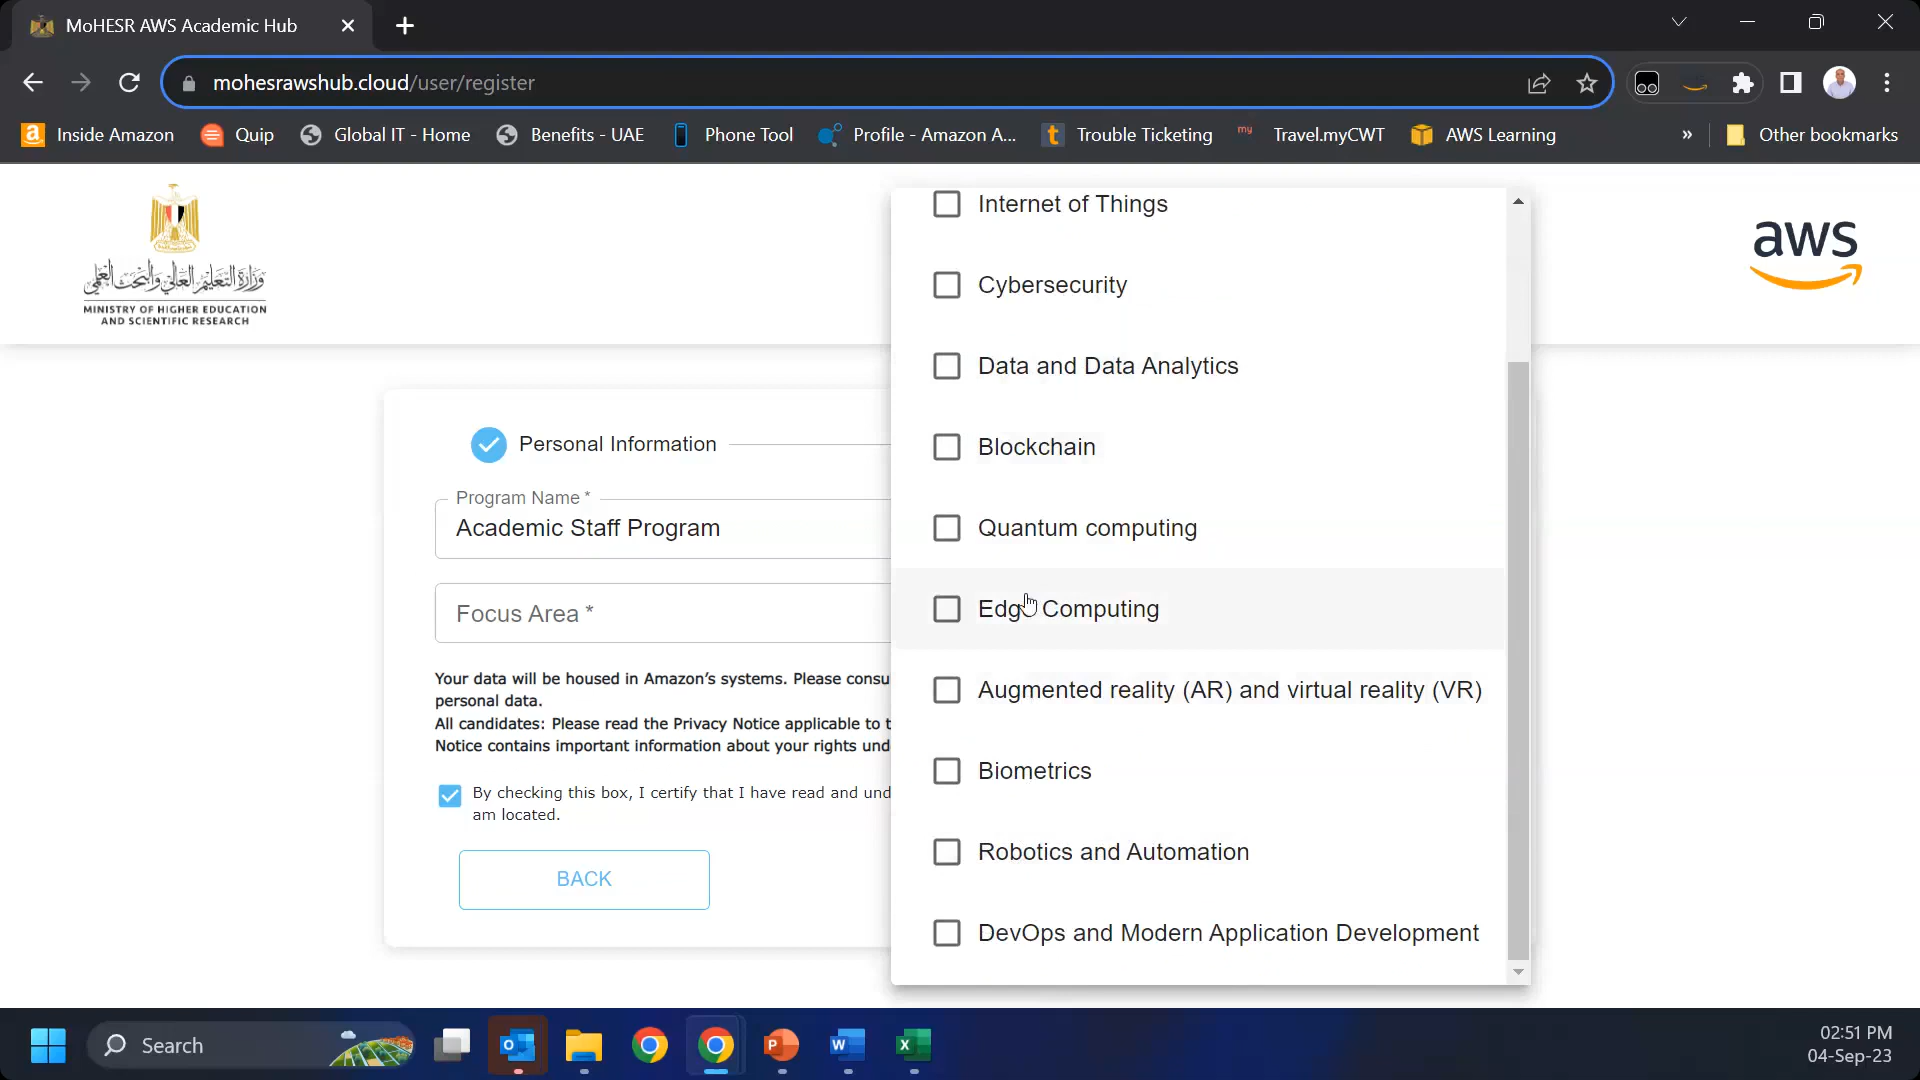 MoHESR AWS Academic Hub
mohesrawshub.cloud/user/register
Inside Amazon
Quip
Global IT - Home
Benefits - UAE
Phone Tool
Profile - Amazon A...
t
Trouble Ticketing
my
Travel.myCWT
AWS Learning
»
Other bookmarks
وزارة التعليم العالي والبحث العلمي
MINISTRY OF HIGHER EDUCATION
AND SCIENTIFIC RESEARCH
aws
Personal Information
Program Name *
Academic Staff Program
Focus Area *
Your data will be housed in Amazon’s systems. Please consu
personal data.
All candidates: Please read the Privacy Notice applicable to t
Notice contains important information about your rights und
By checking this box, I certify that I have read and und
am located.
BACK
Internet of Things
Cybersecurity
Data and Data Analytics
Blockchain
Quantum computing
Edge Computing
Augmented reality (AR) and virtual reality (VR)
Biometrics
Robotics and Automation
DevOps and Modern Application Development
Search
02:51 PM
04-Sep-23